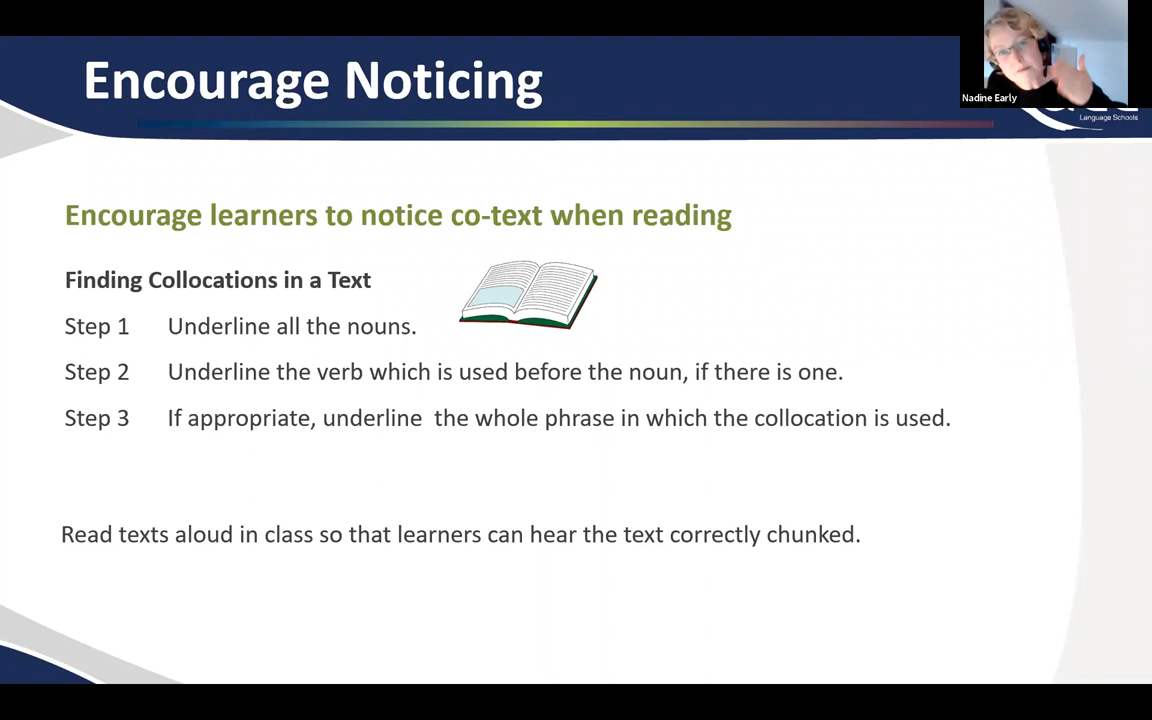 Encourage Noticing
Nadine Early
Language Schools
Encourage learners to notice co-text when reading
Finding Collocations in a Text
Step 1 Underline all the nouns.
Step 2 Underline the verb which is used before the noun, if there is one.
Step 3 If appropriate, underline the whole phrase in which the collocation is used.
Read texts aloud in class so that learners can hear the text correctly chunked.